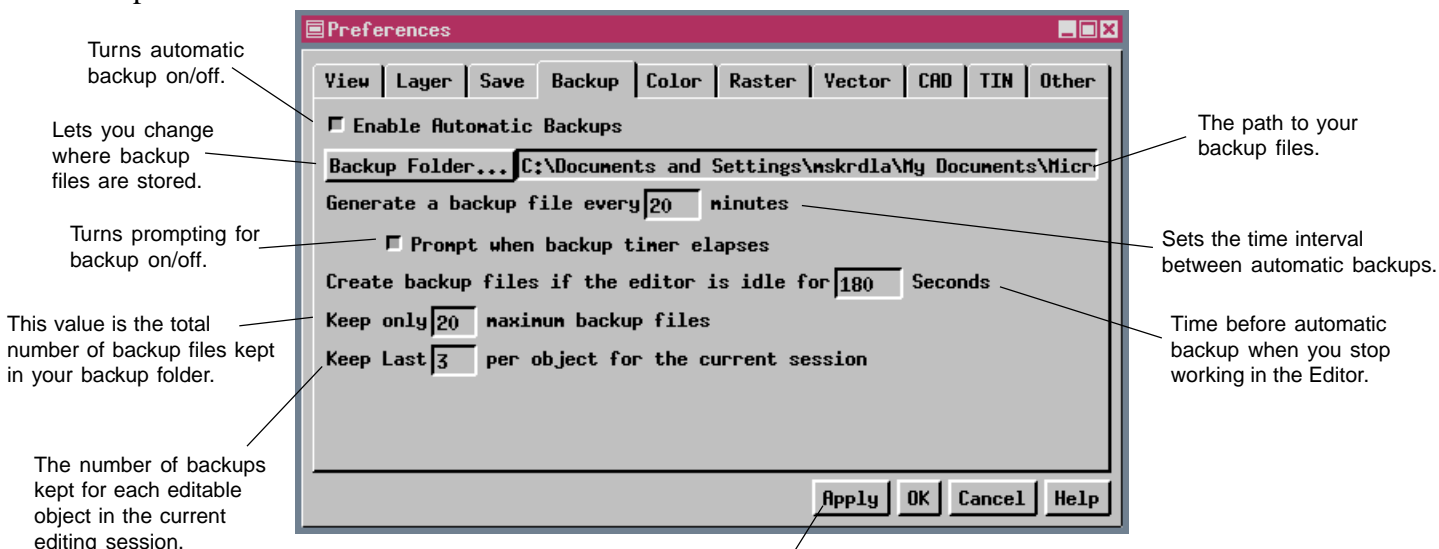 Preferences
Turns automatic
backup on/off.
View Layer Save Backup Color Raster Vector CAD TIN Other
Enable Automatic Backups
Lets you change
where backup
files are stored.
Backup Folder... C:\Documents and Settings\mskrdla\My Documents\Micr
The path to your
backup files.
Generate a backup file every 20 minutes
Turns prompting for
backup on/off.
Prompt when backup timer elapses
Sets the time interval
between automatic backups.
Create backup files if the editor is idle for 180 Seconds
This value is the total
number of backup files kept
in your backup folder.
Keep only 20 maximum backup files
Time before automatic
backup when you stop
working in the Editor.
Keep Last 3 per object for the current session
The number of backups
kept for each editable
object in the current
editing session.
Apply OK Cancel Help